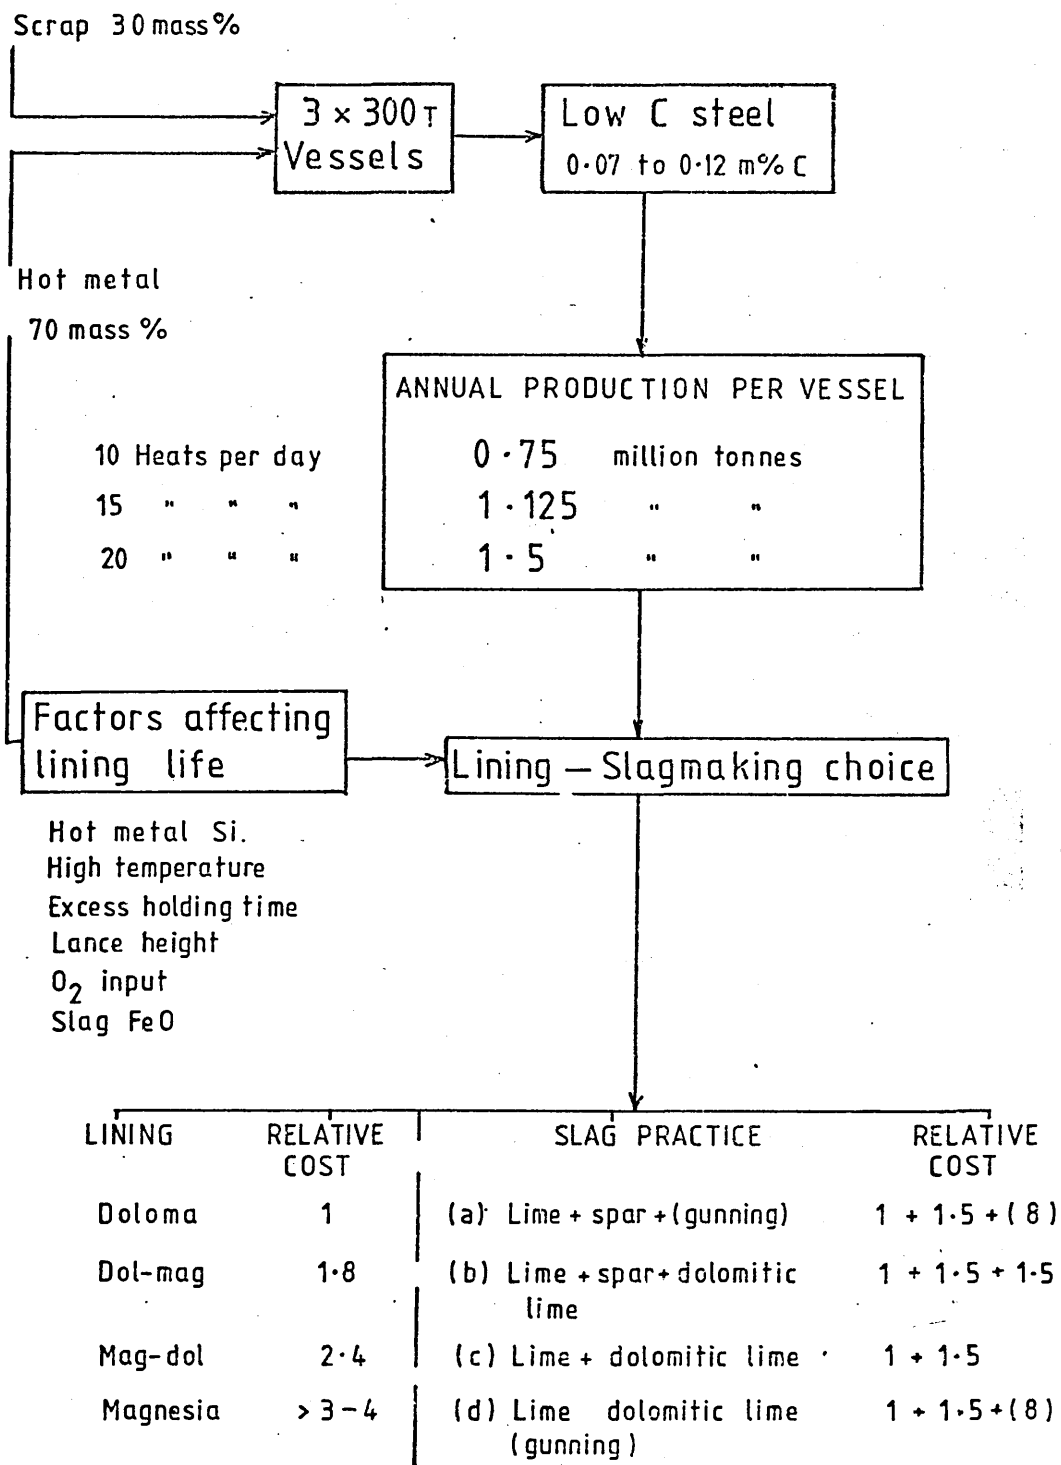 Scrap 30 mass%
3 × 300 T
Vessels
Low C steel
0·07 to 0·12 m% C
Hot metal
70 mass %
ANNUAL PRODUCTION PER VESSEL
10 Heats per day 0·75 million tonnes
15 " " " 1·125 " "
20 " " " 1·5 " "
Factors affecting
lining life
Lining – Slagmaking choice
Hot metal Si.
High temperature
Excess holding time
Lance height
O₂ input
Slag FeO
LINING RELATIVE COST SLAG PRACTICE RELATIVE COST
Doloma 1 (a) Lime + spar + (gunning) 1 + 1·5 + (8)
Dol-mag 1·8 (b) Lime + spar + dolomitic 1 + 1·5 + 1·5
lime
Mag-dol 2·4 (c) Lime + dolomitic lime 1 + 1·5
Magnesia > 3 – 4 (d) Lime dolomitic lime 1 + 1·5 + (8)
(gunning)